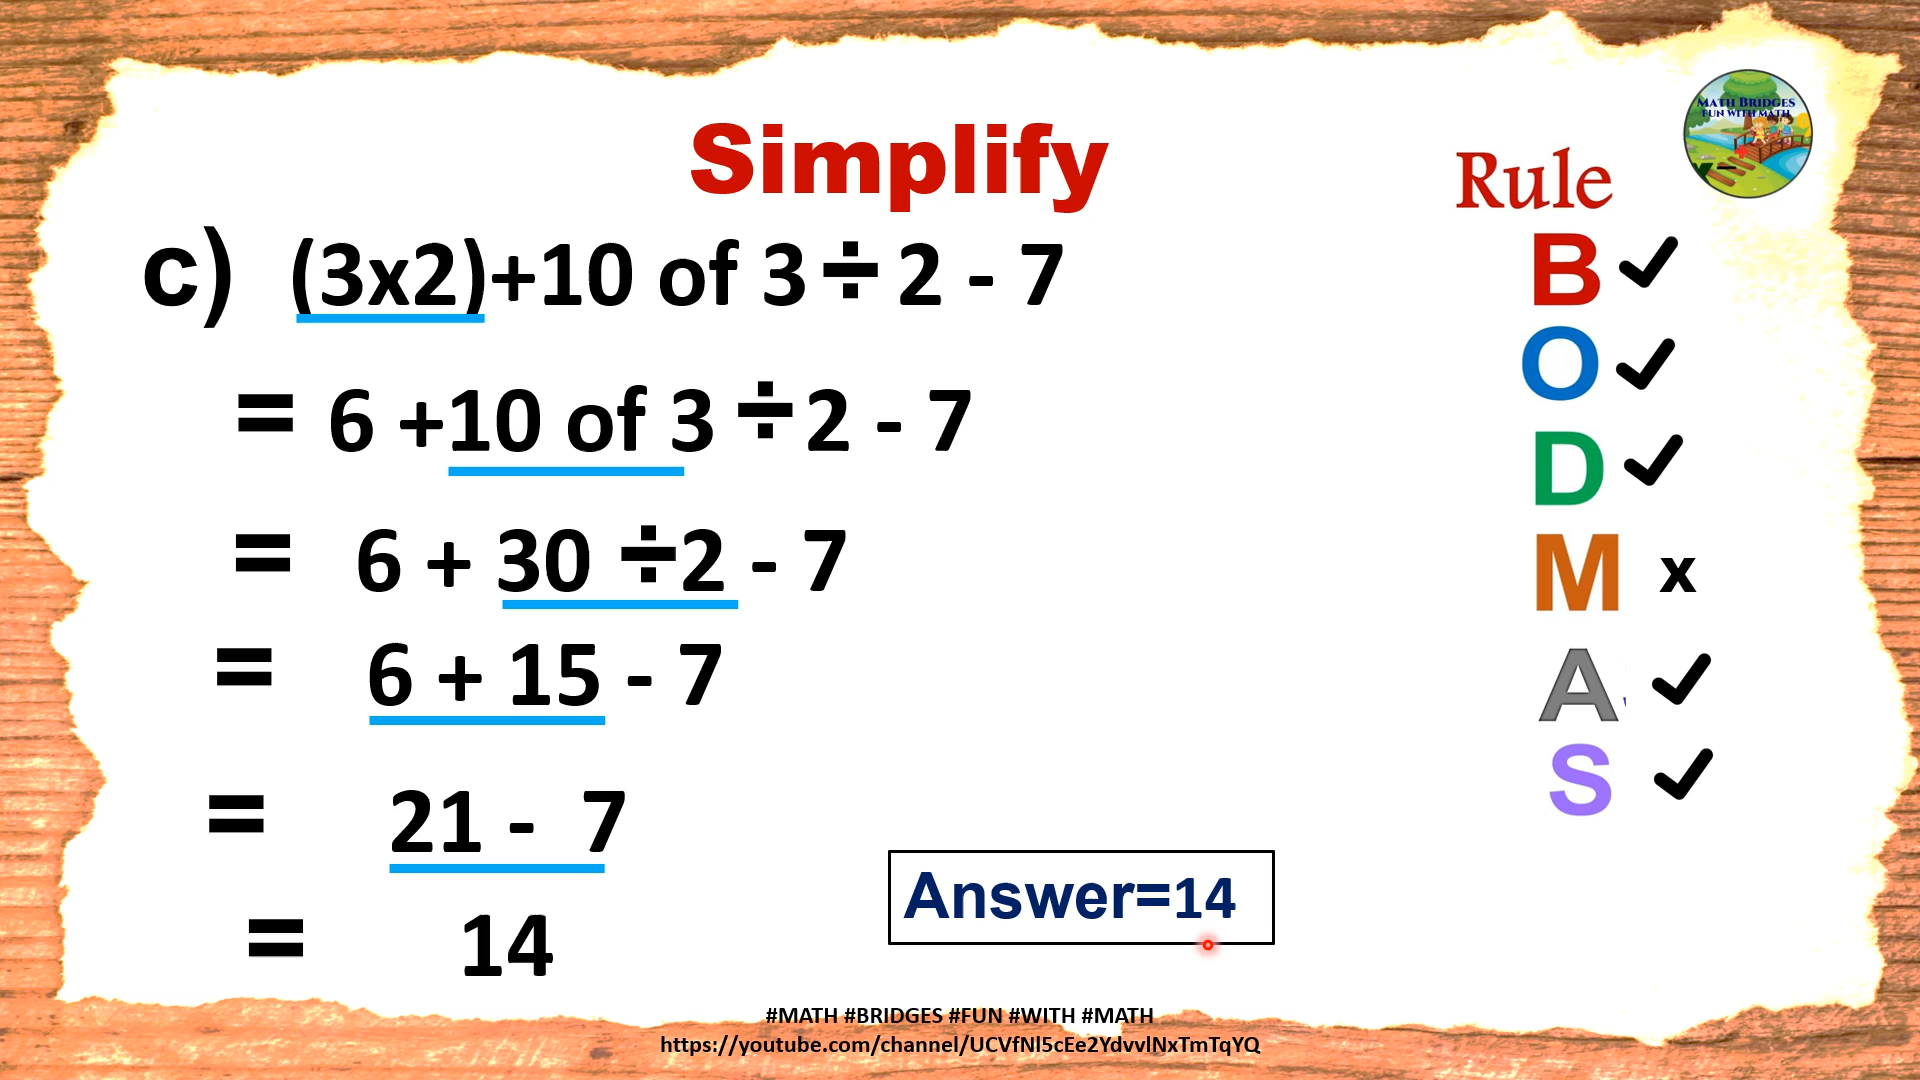 MATH BRIDGES
FUN WITH MATH
Simplify
Rule
c) (3x2)+10 of 3÷2 - 7
= 6 +10 of 3÷2 - 7
= 6 + 30 ÷2 - 7
= 6 + 15 - 7
= 21 - 7
= 14
B ✓
O ✓
D ✓
M x
A ✓
S ✓
Answer=14
#MATH #BRIDGES #FUN #WITH #MATH
https://youtube.com/channel/UCVfNl5cEe2YdvvlNxTmTqYQ